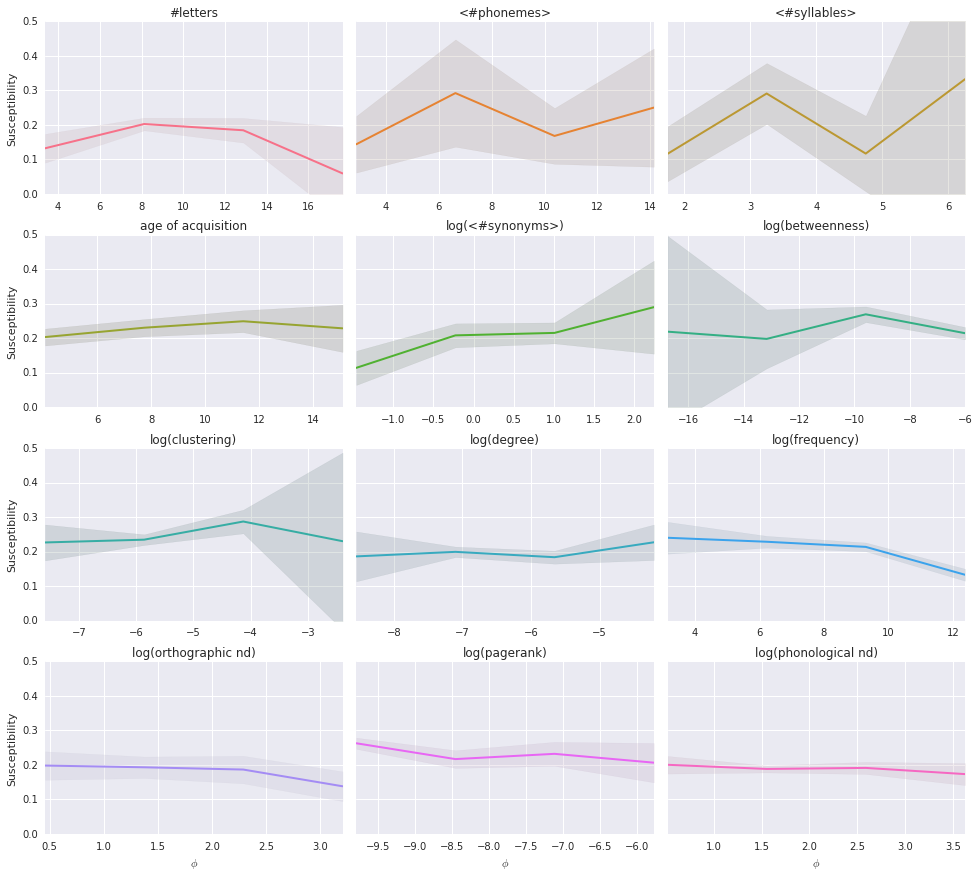 #letters <#phonemes> <#syllables>
0.5
0.4
0.3
0.2
0.1
0.0
Susceptibility
4 6 8 10 12 14 16
4 6 8 10 12 14
2 3 4 5 6
age of acquisition log(<#synonyms>) log(betweenness)
0.5
0.4
0.3
0.2
0.1
0.0
Susceptibility
6 8 10 12 14
−1.0 −0.5 0.0 0.5 1.0 1.5 2.0
−16 −14 −12 −10 −8 −6
log(clustering) log(degree) log(frequency)
0.5
0.4
0.3
0.2
0.1
0.0
Susceptibility
−7 −6 −5 −4 −3
−8 −7 −6 −5
4 6 8 10 12
log(orthographic nd) log(pagerank) log(phonological nd)
0.5
0.4
0.3
0.2
0.1
0.0
Susceptibility
0.5 1.0 1.5 2.0 2.5 3.0
−9.5 −9.0 −8.5 −8.0 −7.5 −7.0 −6.5 −6.0
1.0 1.5 2.0 2.5 3.0 3.5
ϕ ϕ ϕ